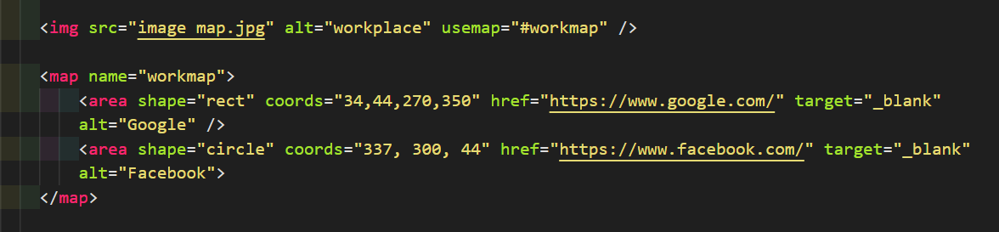 <img src="image map.jpg" alt="workplace" usemap="#workmap" />
<map name="workmap">
<area shape="rect" coords="34,44,270,350" href="https://www.google.com/" target="_blank"
alt="Google" />
<area shape="circle" coords="337, 300, 44" href="https://www.facebook.com/" target="_blank"
alt="Facebook">
</map>